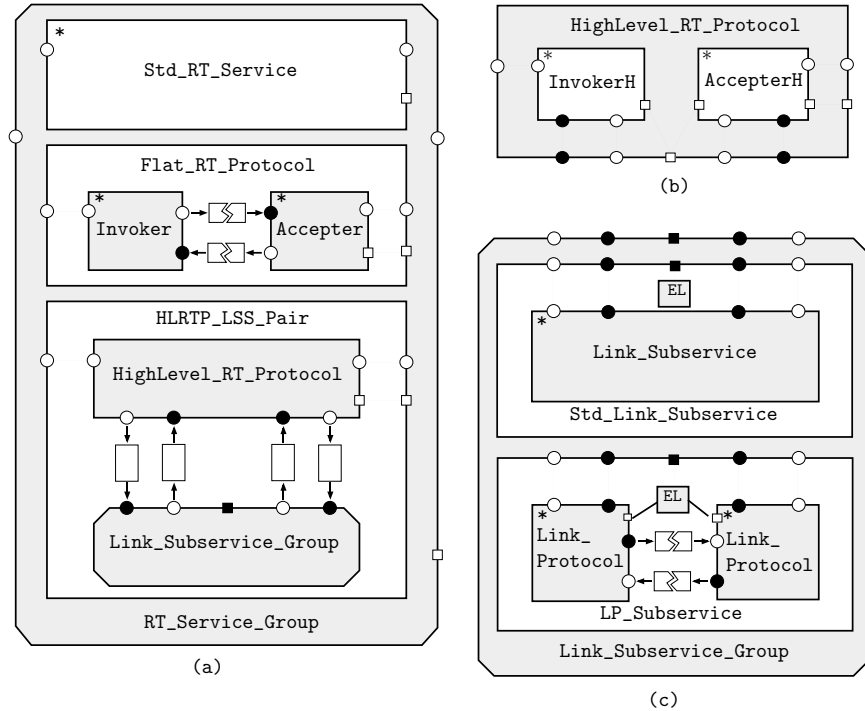 *
Std_RT_Service
Flat_RT_Protocol
*
Invoker
*
Accepter
HLRTP_LSS_Pair
HighLevel_RT_Protocol
Link_Subservice_Group
RT_Service_Group
(a)
HighLevel_RT_Protocol
*
InvokerH
*
AccepterH
(b)
EL
*
Link_Subservice
Std_Link_Subservice
EL
*
Link_
Protocol
*
Link_
Protocol
LP_Subservice
Link_Subservice_Group
(c)